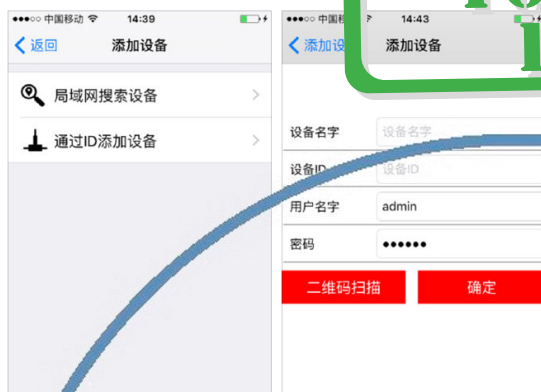 中国移动 14:39
返回 添加设备
局域网搜索设备
通过ID添加设备
中国移 14:43
添加设 添加设备
设备名字 设备名字
设备ID 设备ID
用户名字 admin
密码 ••••••
二维码扫描 确定